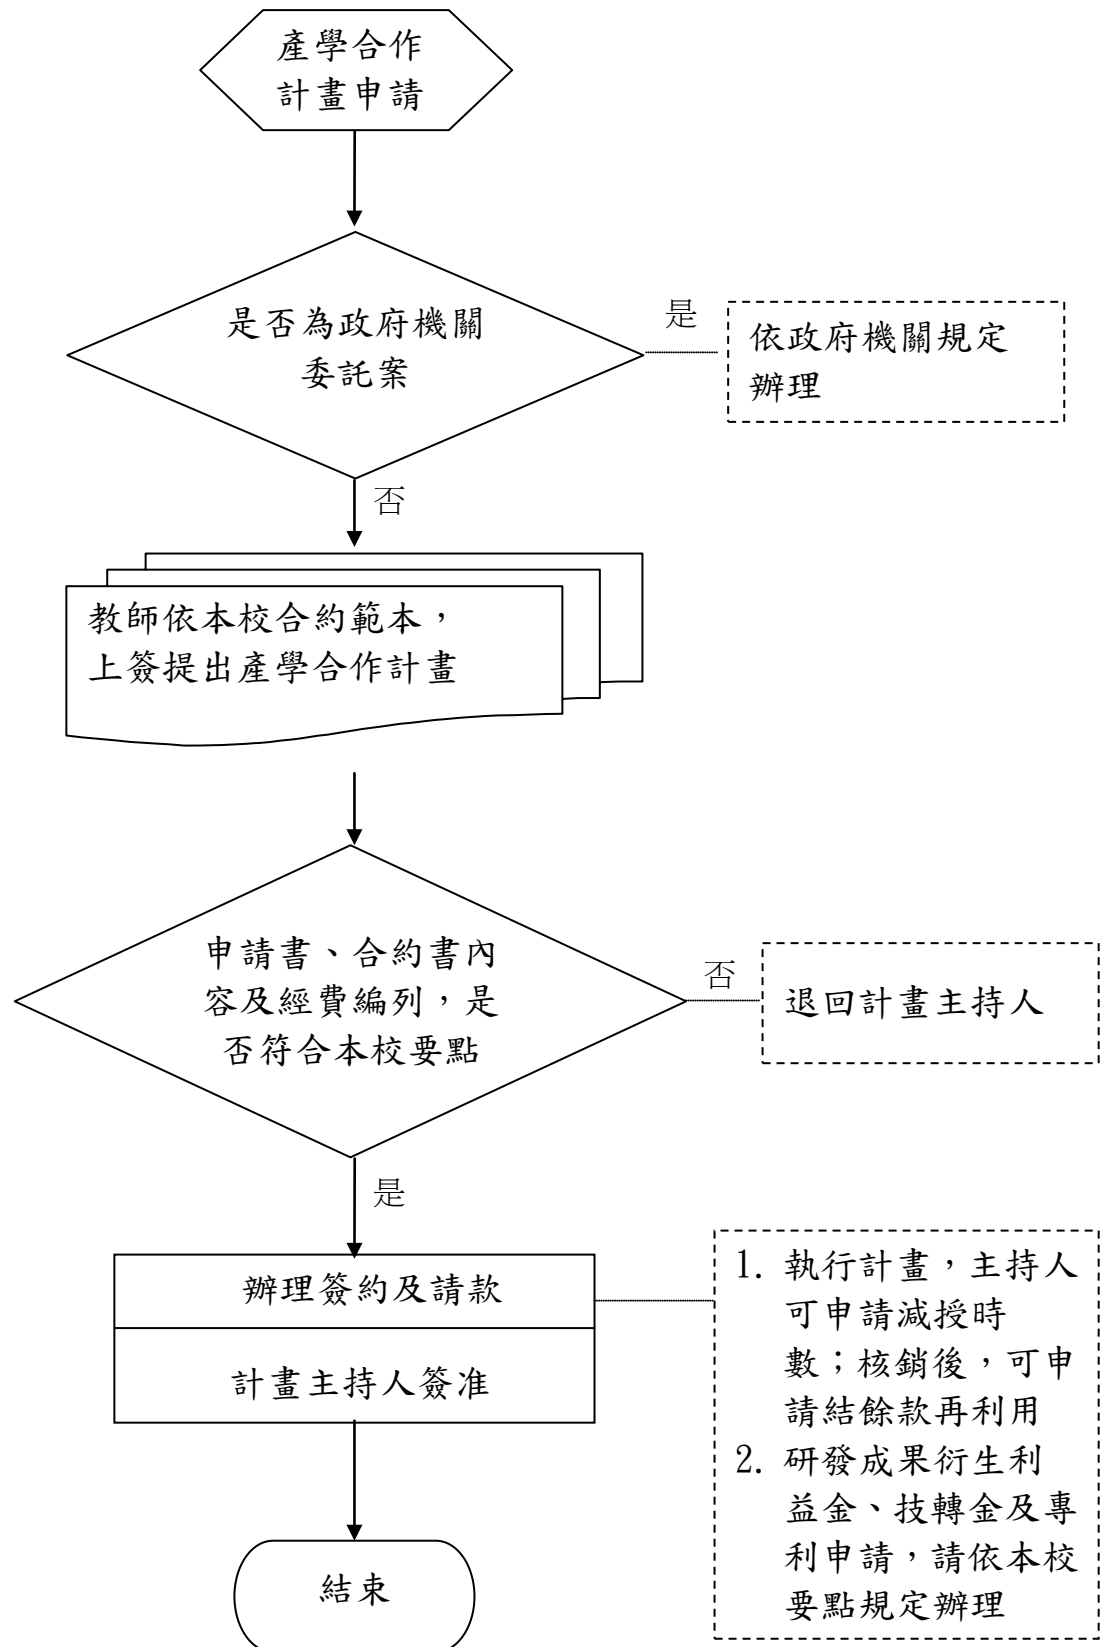 產學合作
計畫申請
是否為政府機關
委託案
是
依政府機關規定
辦理
否
教師依本校合約範本，
上簽提出產學合作計畫
申請書、合約書內
容及經費編列，是
否符合本校要點
否
退回計畫主持人
是
辦理簽約及請款
計畫主持人簽准
1. 執行計畫，主持人
可申請減授時
數；核銷後，可申
請結餘款再利用
2. 研發成果衍生利
益金、技轉金及專
利申請，請依本校
要點規定辦理
結束